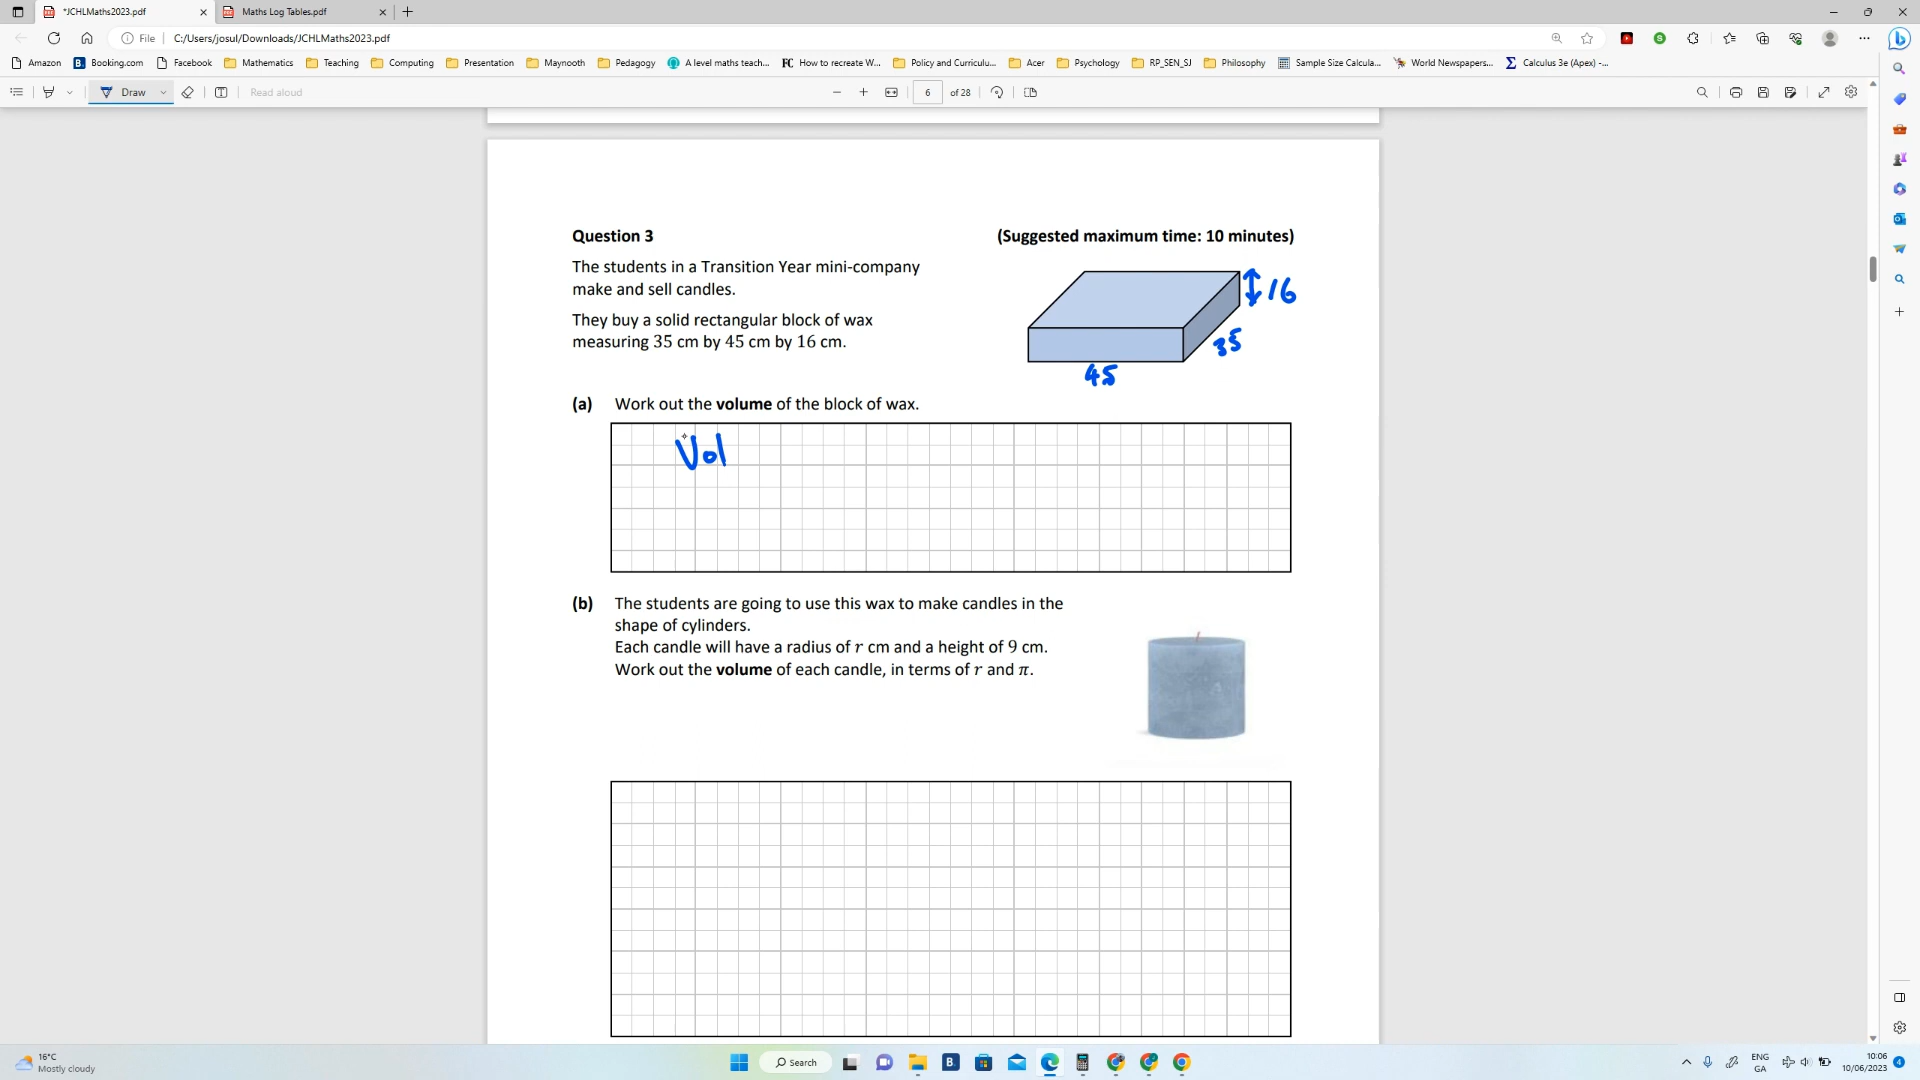 *JCHLMaths2023.pdf
Maths Log Tables.pdf
File
C:/Users/josul/Downloads/JCHLMaths2023.pdf
Amazon
Booking.com
Facebook
Mathematics
Teaching
Computing
Presentation
Maynooth
Pedagogy
A level maths teach...
How to recreate W...
Policy and Curriculu...
Acer
Psychology
RP_SEN_SJ
Philosophy
Sample Size Calcula...
World Newspapers...
Calculus 3e (Apex) -...
Draw
Read aloud
6
of 28
Question 3
(Suggested maximum time: 10 minutes)
The students in a Transition Year mini-company
make and sell candles.
They buy a solid rectangular block of wax
measuring 35 cm by 45 cm by 16 cm.
16
35
45
(a) Work out the volume of the block of wax.
Vol
(b) The students are going to use this wax to make candles in the
shape of cylinders.
Each candle will have a radius of r cm and a height of 9 cm.
Work out the volume of each candle, in terms of r and π.
16°C
Mostly cloudy
Search
ENG
GA
10:06
10/06/2023
4